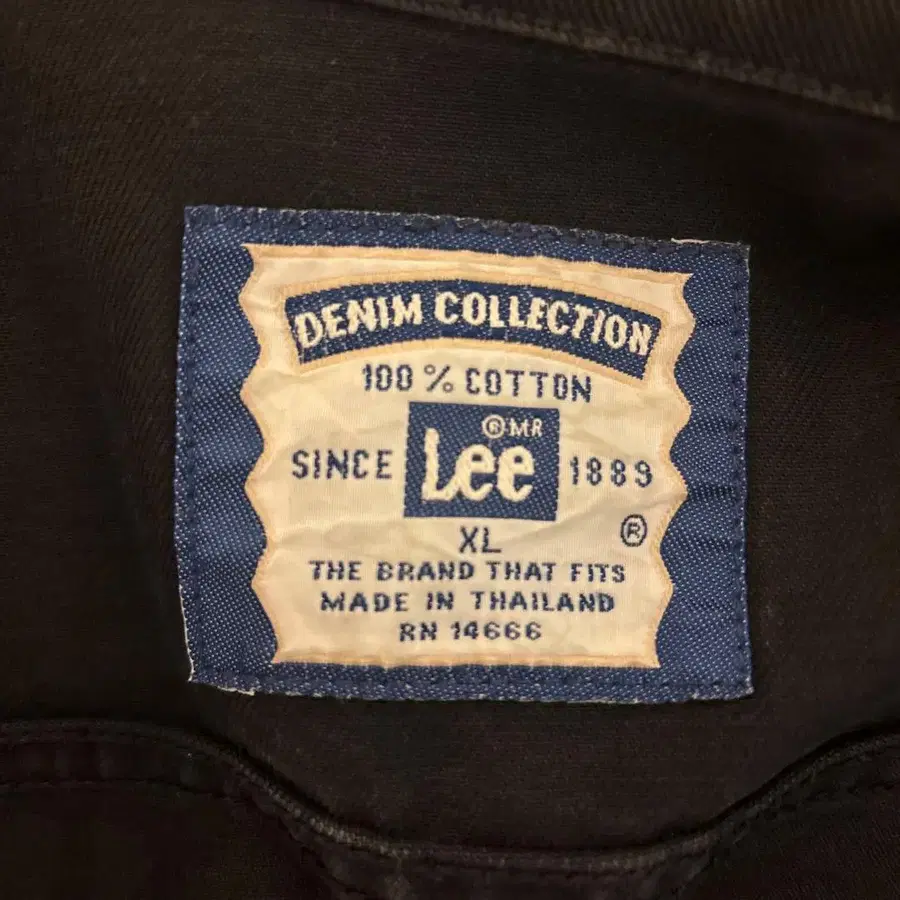 DENIM COLLECTION
100 % COTTON
SINCE Lee ® MR 1889
XL ®
THE BRAND THAT FITS
MADE IN THAILAND
RN 14666